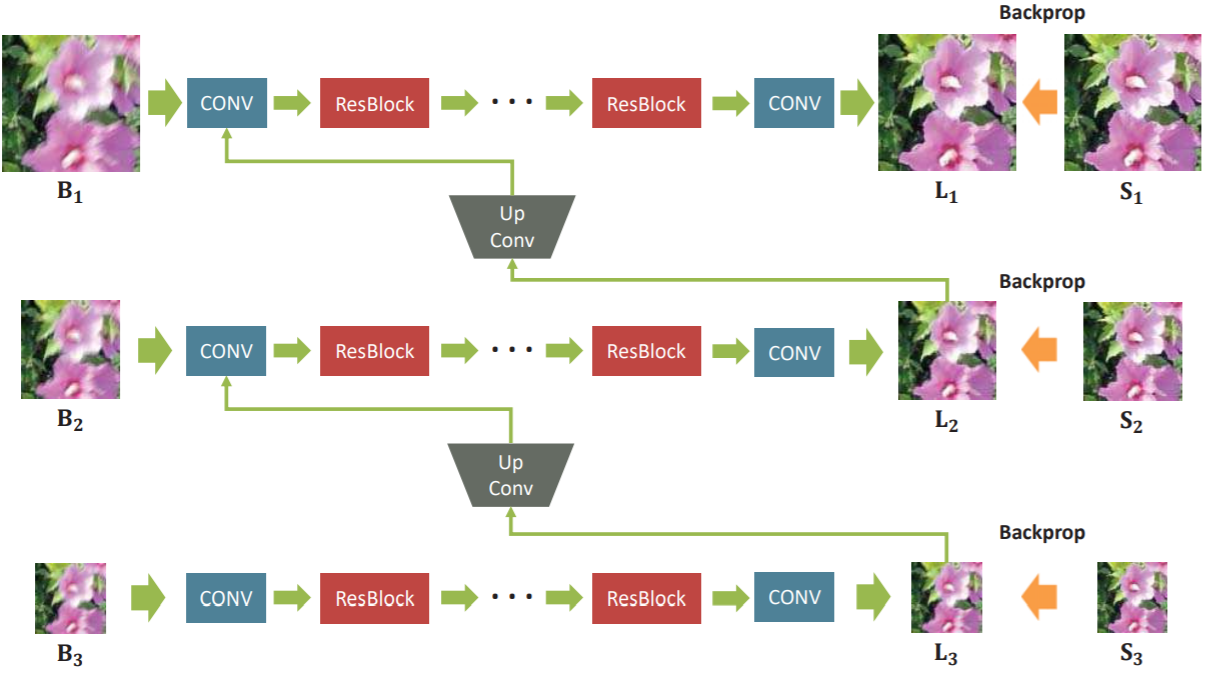 Backprop
CONV ResBlock ... ResBlock CONV
B₁ L₁ S₁
Up
Conv
Backprop
CONV ResBlock ... ResBlock CONV
B₂ L₂ S₂
Up
Conv
Backprop
CONV ResBlock ... ResBlock CONV
B₃ L₃ S₃